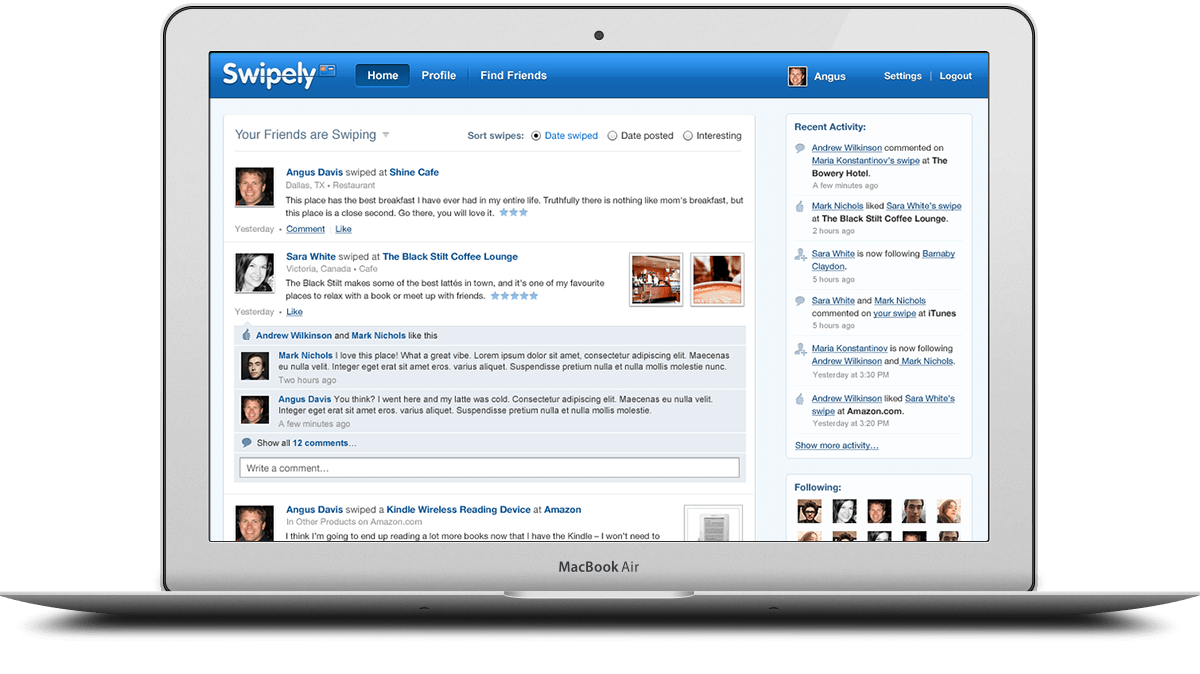 Swipely
Home
Profile
Find Friends
Angus
Settings | Logout
Your Friends are Swiping
Sort swipes: Date swiped Date posted Interesting
Angus Davis swiped at Shine Cafe
Dallas, TX • Restaurant
This place has the best breakfast I have ever had in my entire life. Truthfully there is nothing like mom's breakfast, but
this place is a close second. Go there, you will love it.
Yesterday • Comment | Like
Sara White swiped at The Black Stilt Coffee Lounge
Victoria, Canada • Cafe
The Black Stilt makes some of the best lattés in town, and it's one of my favourite
places to relax with a book or meet up with friends.
Yesterday • Like
Andrew Wilkinson and Mark Nichols like this
Mark Nichols I love this place! What a great vibe. Lorem ipsum dolor sit amet, consectetur adipiscing elit. Maecenas
eu nulla velit. Integer eget erat sit amet eros. varius aliquet. Suspendisse pretium nulla et nulla mollis molestie nunc.
Two hours ago
Angus Davis You think? I went here and my latte was cold. Consectetur adipiscing elit. Maecenas eu nulla velit.
Integer eget erat sit amet eros. varius aliquet. Suspendisse pretium nulla et nulla mollis molestie.
A few minutes ago
Show all 12 comments...
Write a comment...
Angus Davis swiped a Kindle Wireless Reading Device at Amazon
In Other Products on Amazon.com
I think I'm going to end up reading a lot more books now that I have the Kindle – I won't need to
Recent Activity:
Andrew Wilkinson commented on
Maria Konstantinov's swipe at The
Bowery Hotel.
A few minutes ago
Mark Nichols liked Sara White's swipe
at The Black Stilt Coffee Lounge.
2 hours ago
Sara White is now following Barnaby
Claydon.
5 hours ago
Sara White and Mark Nichols
commented on your swipe at iTunes
5 hours ago
Maria Konstantinov is now following
Andrew Wilkinson and Mark Nichols.
Yesterday at 3:30 PM
Andrew Wilkinson liked Sara White's
swipe at Amazon.com.
Yesterday at 3:20 PM
Show more activity...
Following:
MacBook Air